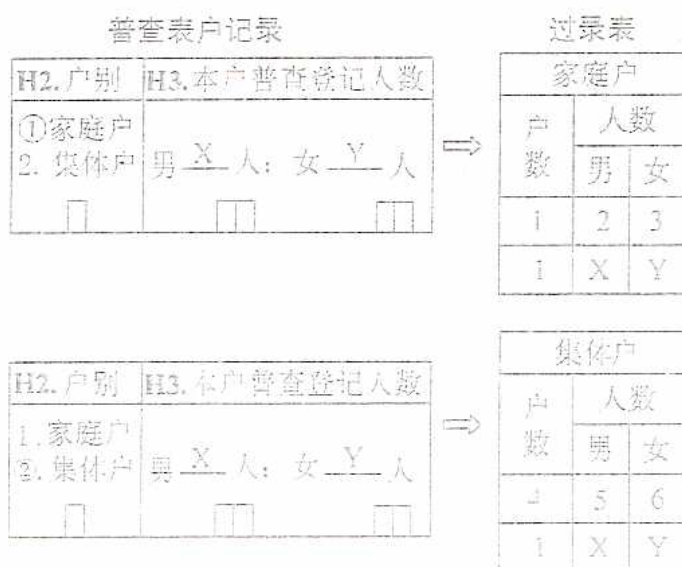 普查表户记录
H2.户别 H3.本户普查登记人数
①家庭户
2. 集体户
男 X 人; 女 Y 人
过录表
家庭户
户数 人数
男 女
1 2 3
1 X Y
H2.户别 H3.本户普查登记人数
1.家庭户
②.集体户
男 X 人; 女 Y 人
集体户
户数 人数
男 女
4 5 6
1 X Y